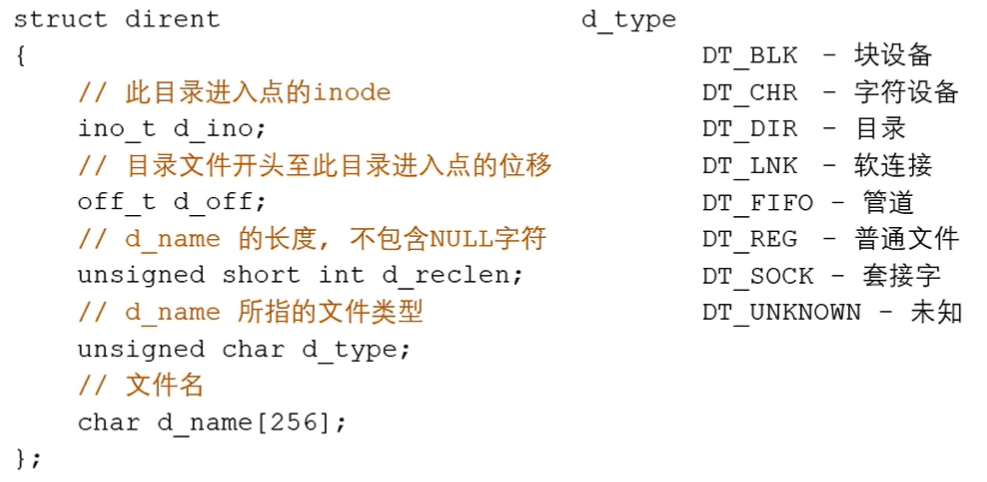 struct dirent
{
// 此目录进入点的inode
ino_t d_ino;
// 目录文件开头至此目录进入点的位移
off_t d_off;
// d_name 的长度, 不包含NULL字符
unsigned short int d_reclen;
// d_name 所指的文件类型
unsigned char d_type;
// 文件名
char d_name[256];
};
d_type
DT_BLK - 块设备
DT_CHR - 字符设备
DT_DIR - 目录
DT_LNK - 软连接
DT_FIFO - 管道
DT_REG - 普通文件
DT_SOCK - 套接字
DT_UNKNOWN - 未知